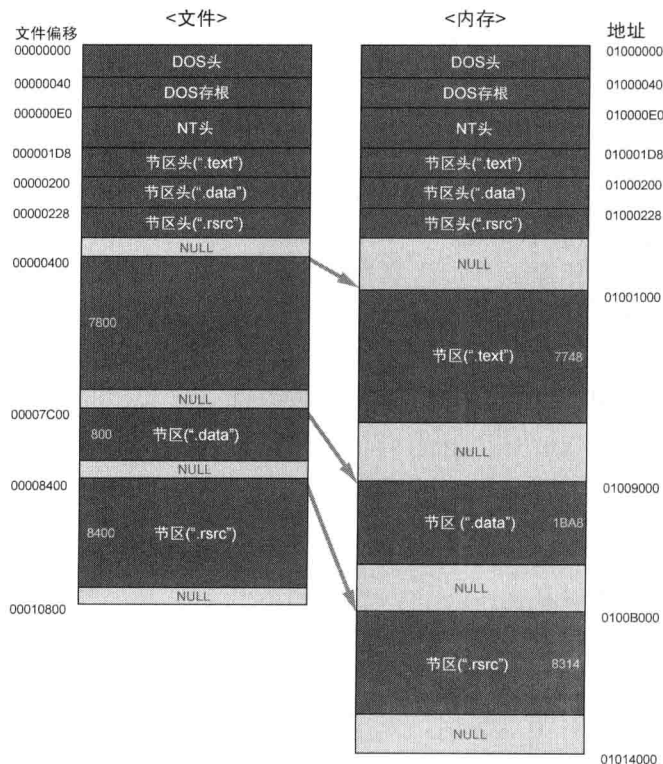 <文件>
<内存>
文件偏移
地址
00000000
DOS头
DOS头
01000000
00000040
DOS存根
DOS存根
01000040
000000E0
NT头
NT头
010000E0
000001D8
节区头(“.text”)
节区头(“.text”)
010001D8
00000200
节区头(“.data”)
节区头(“.data”)
01000200
00000228
节区头(“.rsrc”)
节区头(“.rsrc”)
01000228
NULL
NULL
00000400
01001000
7800
节区(“.text”)
7748
NULL
00007C00
800
节区(“.data”)
NULL
NULL
00008400
01009000
8400
节区(“.rsrc”)
节区 (“.data”)
1BA8
NULL
NULL
00010800
0100B000
节区(“.rsrc”)
8314
NULL
01014000